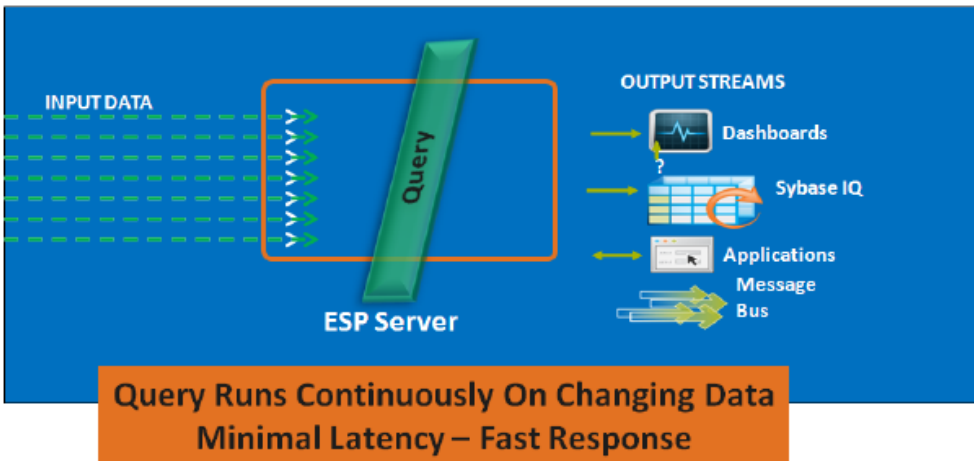 INPUT DATA
Query
ESP Server
OUTPUT STREAMS
Dashboards
?
Sybase IQ
Applications
Message
Bus
Query Runs Continuously On Changing Data
Minimal Latency – Fast Response